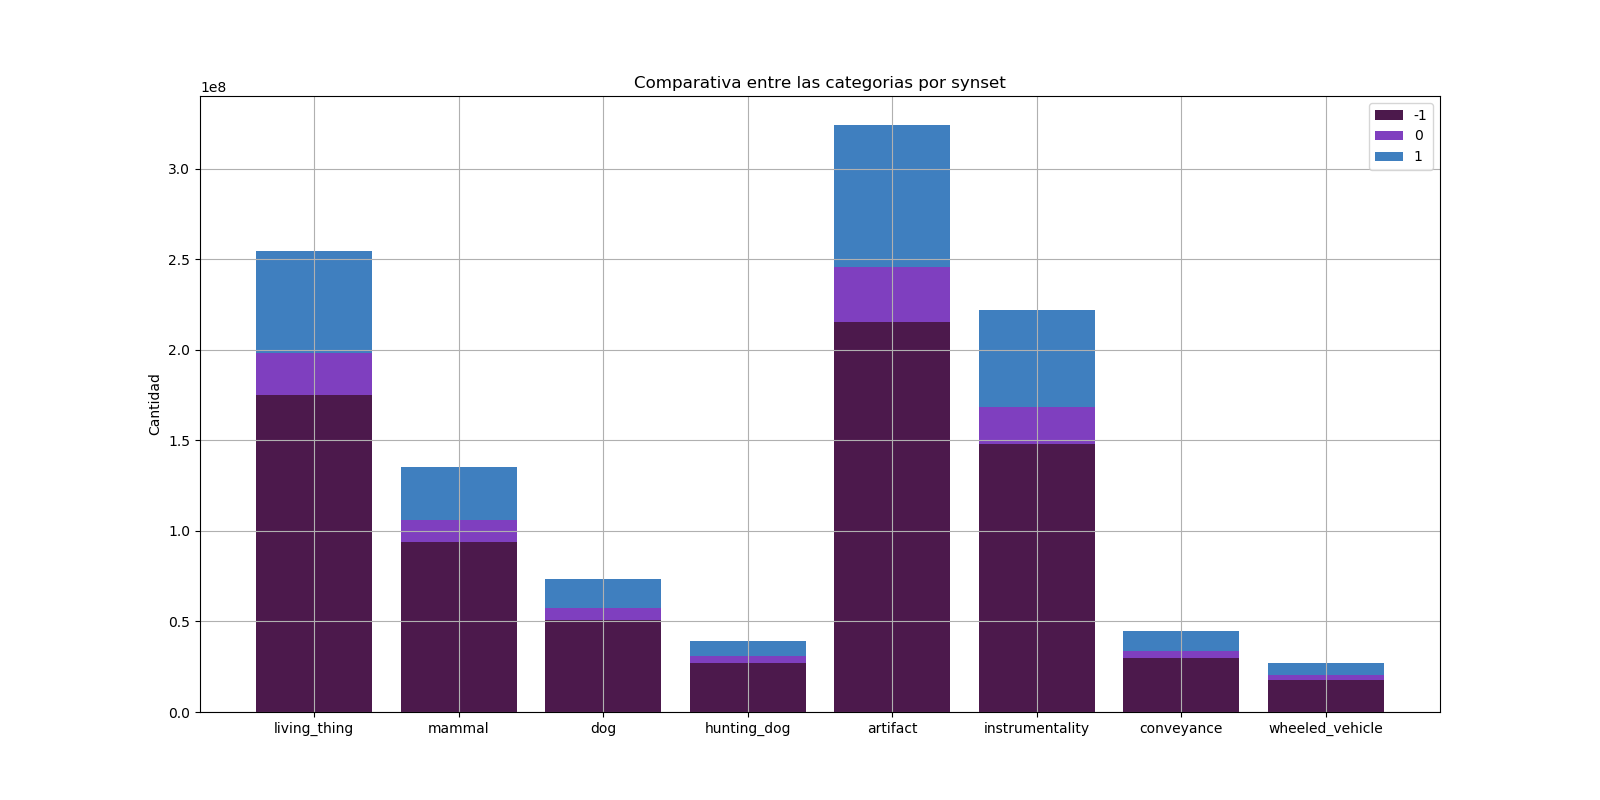 Comparativa entre las categorias por synset
1e8
-1
0
1
3.0
2.5
2.0
1.5
1.0
0.5
0.0
Cantidad
living_thing mammal dog hunting_dog artifact instrumentality conveyance wheeled_vehicle